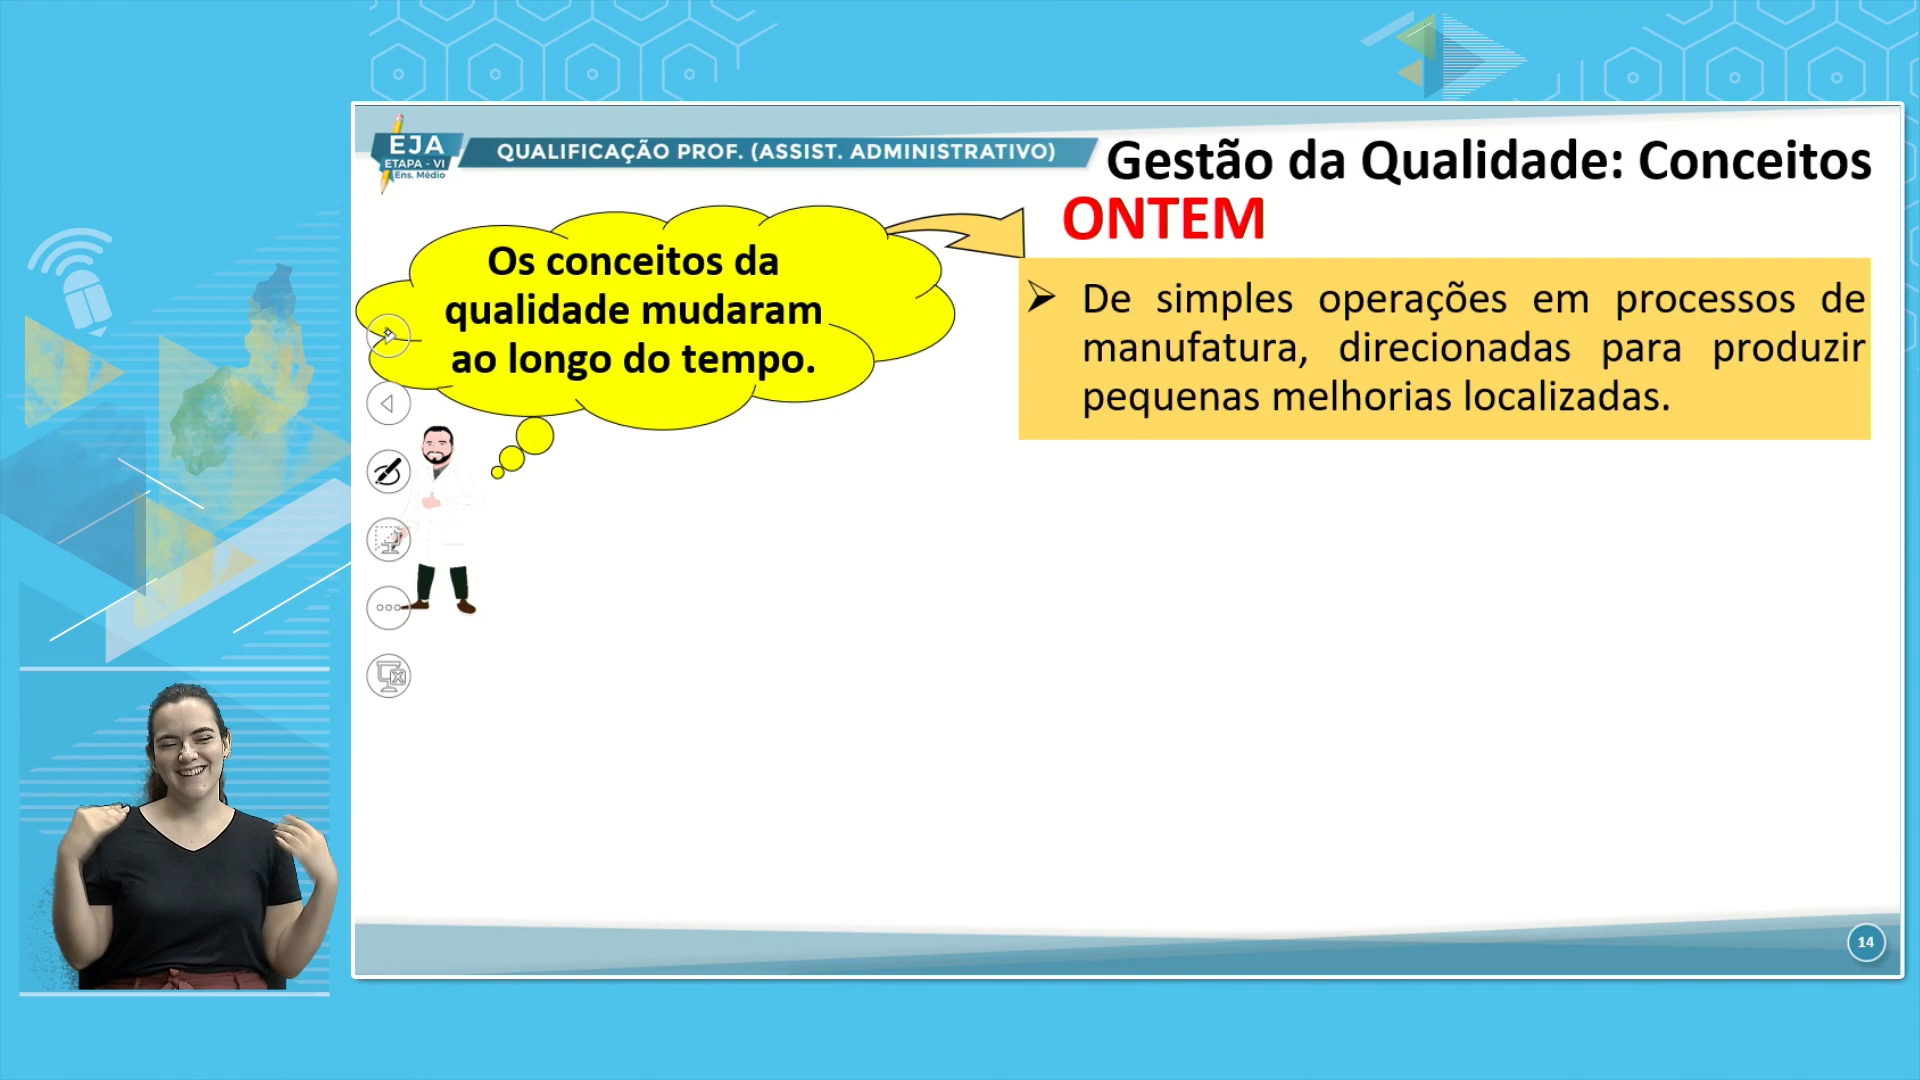 EJA
ETAPA - VI
Ens. Médio
QUALIFICAÇÃO PROF. (ASSIST. ADMINISTRATIVO)
Gestão da Qualidade: Conceitos
ONTEM
Os conceitos da
qualidade mudaram
ao longo do tempo.
➢ De simples operações em processos de
manufatura, direcionadas para produzir
pequenas melhorias localizadas.
14